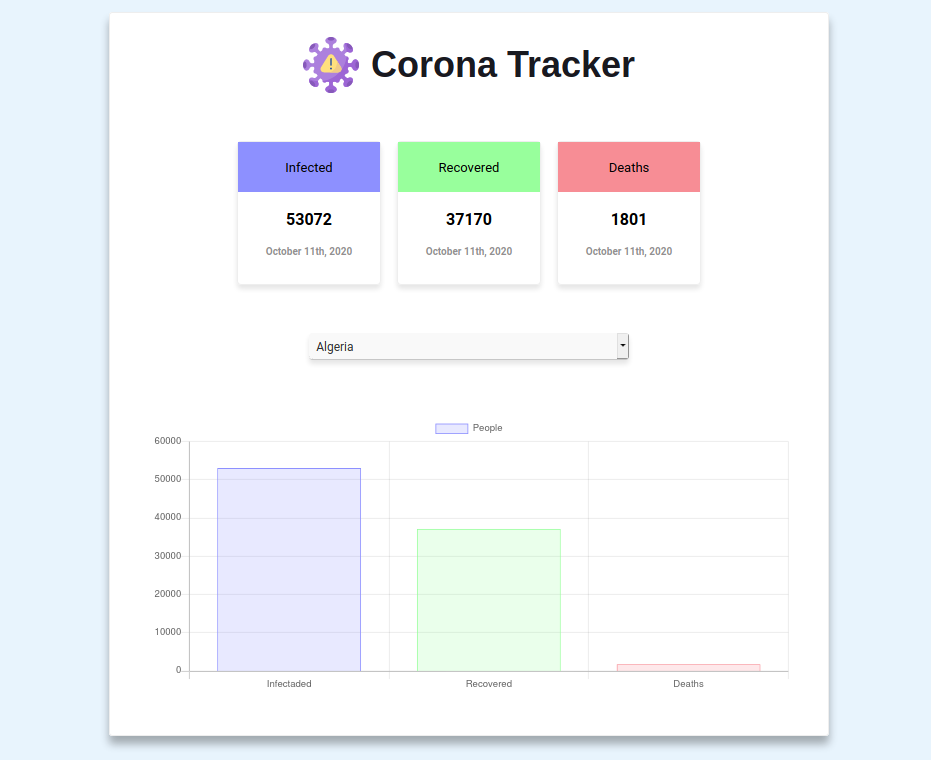 Corona Tracker
Infected
Recovered
Deaths
53072
37170
1801
October 11th, 2020
October 11th, 2020
October 11th, 2020
Algeria
People
60000
50000
40000
30000
20000
10000
0
Infectaded
Recovered
Deaths